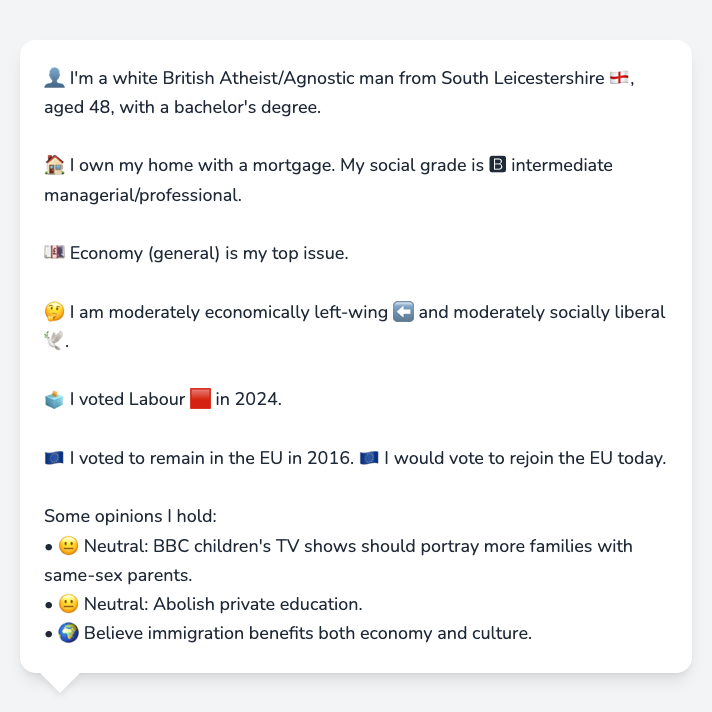 👤 I'm a white British Atheist/Agnostic man from South Leicestershire 🏴󠁧󠁢󠁥󠁮󠁧󠁿,
aged 48, with a bachelor's degree.
🏠 I own my home with a mortgage. My social grade is 🅱 intermediate
managerial/professional.
💷 Economy (general) is my top issue.
🤔 I am moderately economically left-wing ⬅️ and moderately socially liberal
🕊️.
🗳️ I voted Labour 🟥 in 2024.
🇪🇺 I voted to remain in the EU in 2016. 🇪🇺 I would vote to rejoin the EU today.
Some opinions I hold:
• 😐 Neutral: BBC children's TV shows should portray more families with
same-sex parents.
• 😐 Neutral: Abolish private education.
• 🌍 Believe immigration benefits both economy and culture.